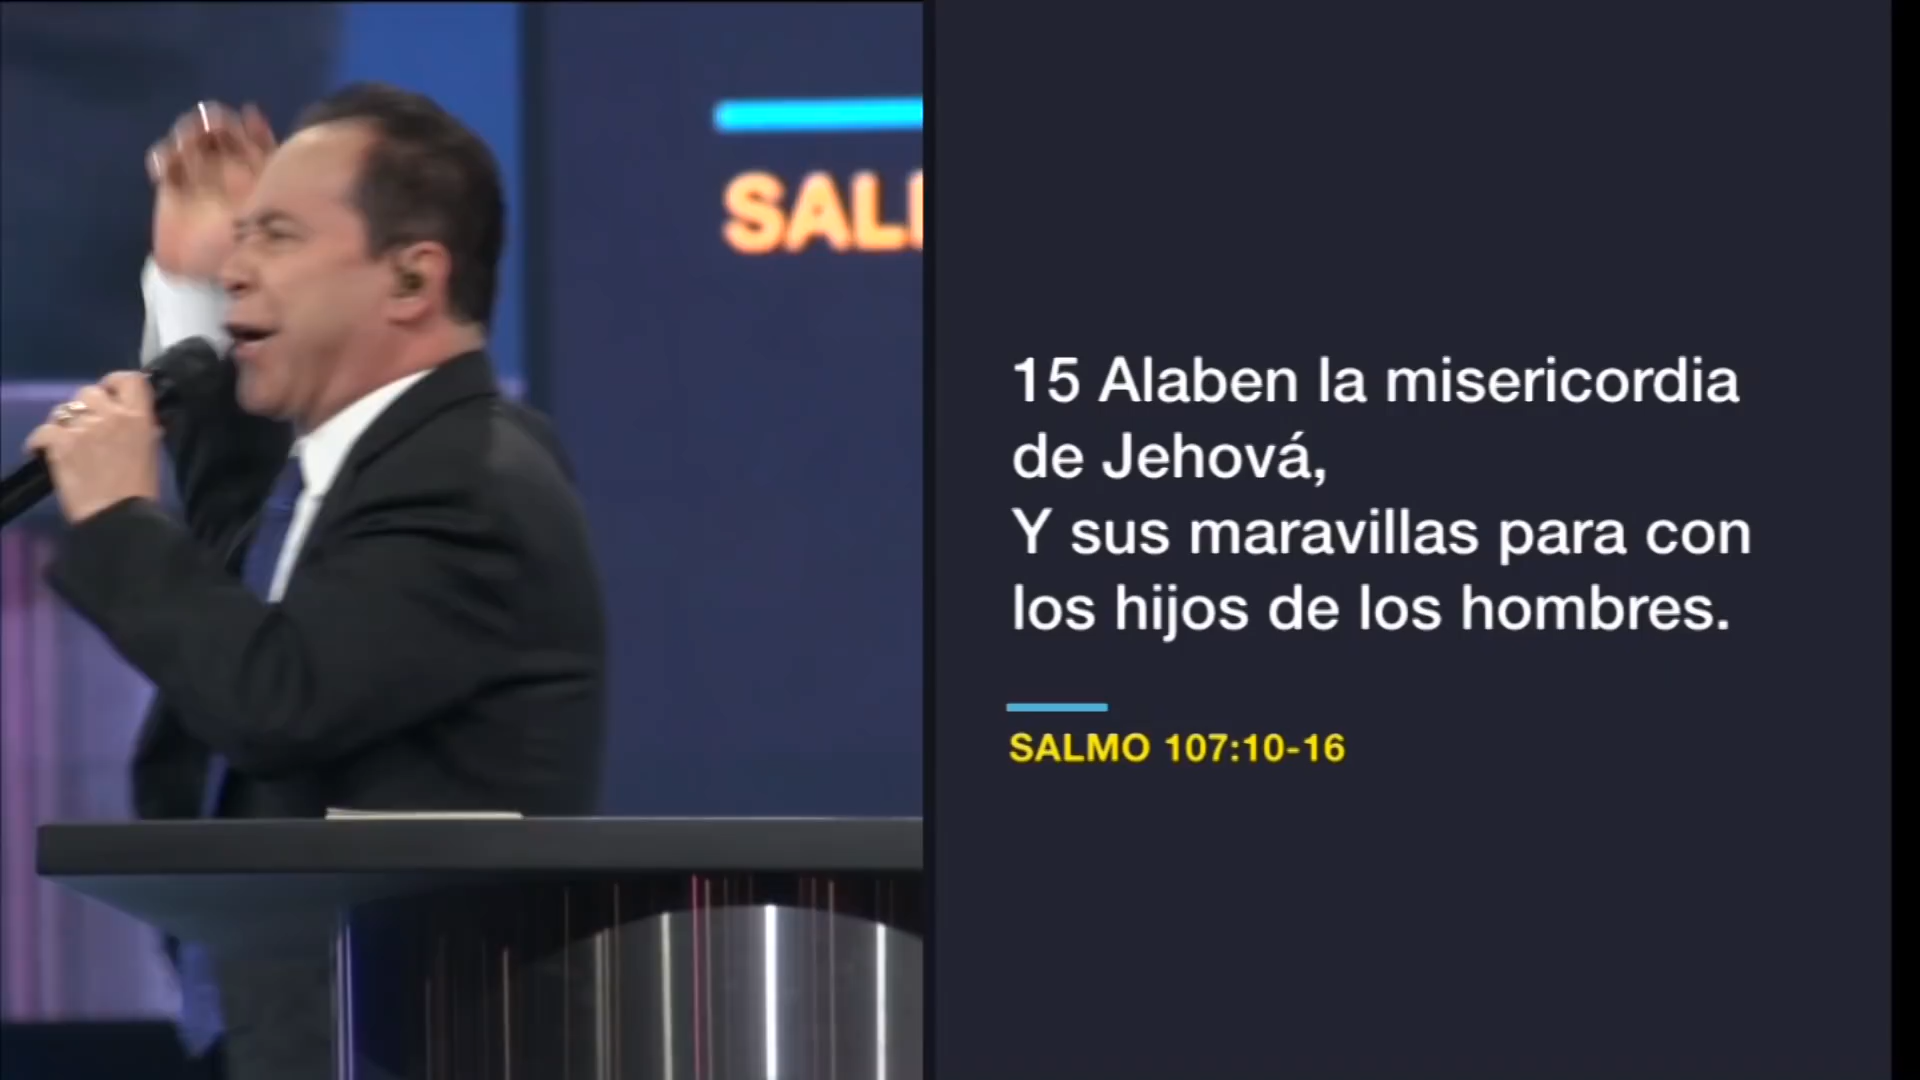 SAL
15 Alaben la misericordia
de Jehová,
Y sus maravillas para con
los hijos de los hombres.
SALMO 107:10-16